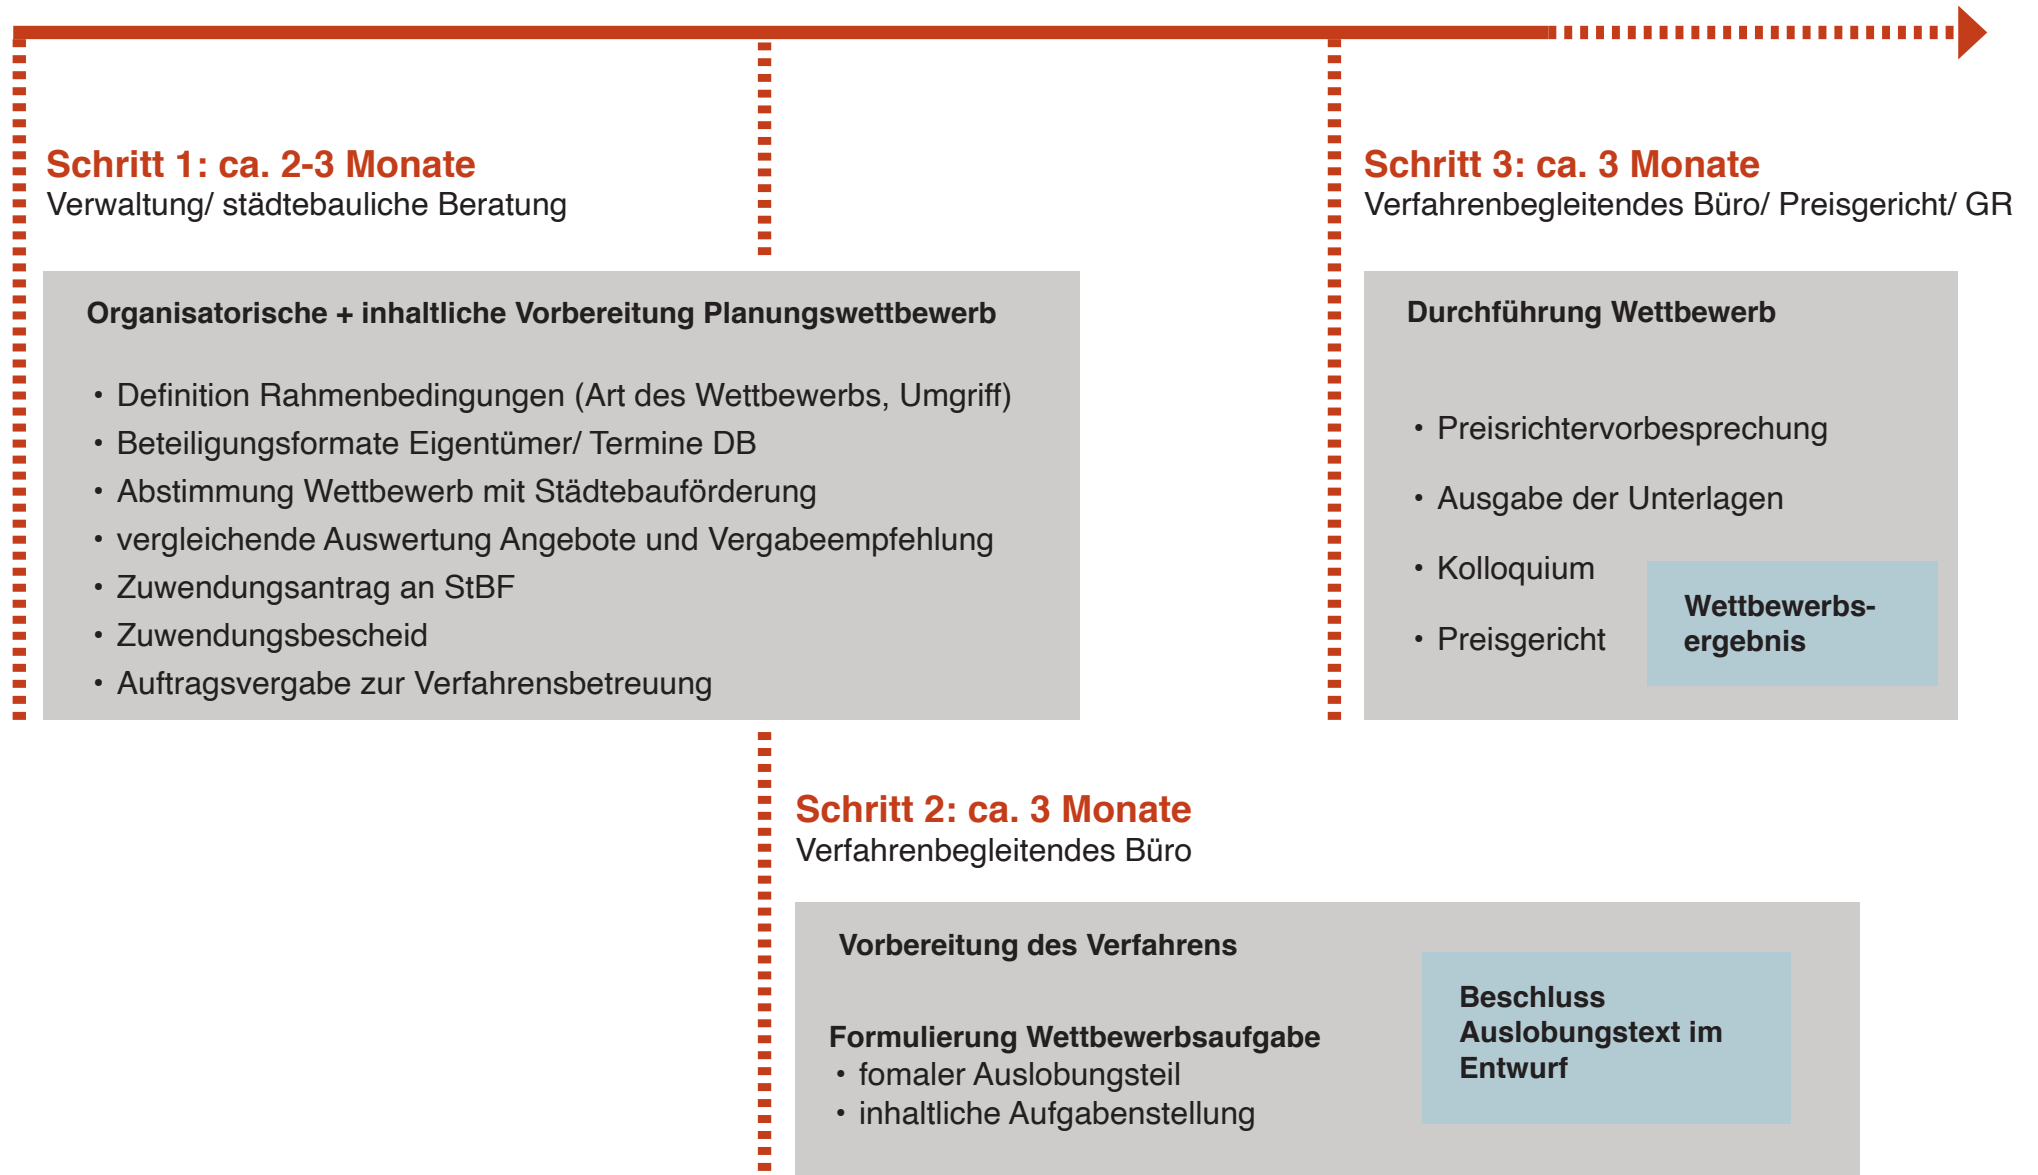 Schritt 1: ca. 2-3 Monate
Verwaltung/ städtebauliche Beratung
Organisatorische + inhaltliche Vorbereitung Planungswettbewerb
• Definition Rahmenbedingungen (Art des Wettbewerbs, Umgriff)
• Beteiligungsformate Eigentümer/ Termine DB
• Abstimmung Wettbewerb mit Städtebauförderung
• vergleichende Auswertung Angebote und Vergabeempfehlung
• Zuwendungsantrag an StBF
• Zuwendungsbescheid
• Auftragsvergabe zur Verfahrensbetreuung
Schritt 2: ca. 3 Monate
Verfahrenbegleitendes Büro
Vorbereitung des Verfahrens
Formulierung Wettbewerbsaufgabe
• fomaler Auslobungsteil
• inhaltliche Aufgabenstellung
Beschluss
Auslobungstext im
Entwurf
Schritt 3: ca. 3 Monate
Verfahrenbegleitendes Büro/ Preisgericht/ GR
Durchführung Wettbewerb
• Preisrichtervorbesprechung
• Ausgabe der Unterlagen
• Kolloquium
• Preisgericht
Wettbewerbs-
ergebnis